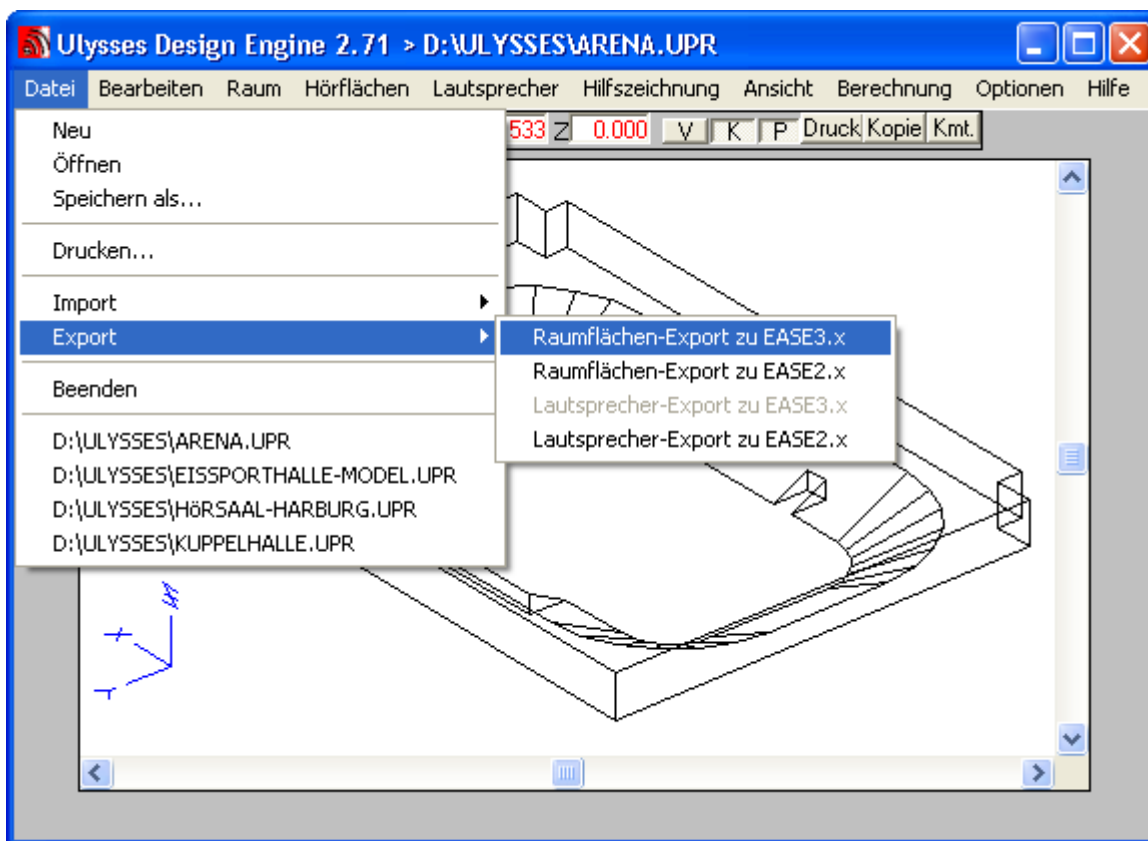 Ulysses Design Engine 2.71 > D:\ULYSSES\ARENA.UPR
Datei Bearbeiten Raum Hörflächen Lautsprecher Hilfszeichnung Ansicht Berechnung Optionen Hilfe
533 Z 0.000 V K P Druck Kopie Kmt.
Neu
Öffnen
Speichern als...
Drucken...
Import
Export
Raumflächen-Export zu EASE3.x
Raumflächen-Export zu EASE2.x
Lautsprecher-Export zu EASE3.x
Lautsprecher-Export zu EASE2.x
Beenden
D:\ULYSSES\ARENA.UPR
D:\ULYSSES\EISSPORTHALLE-MODEL.UPR
D:\ULYSSES\HöRSAAL-HARBURG.UPR
D:\ULYSSES\KUPPELHALLE.UPR